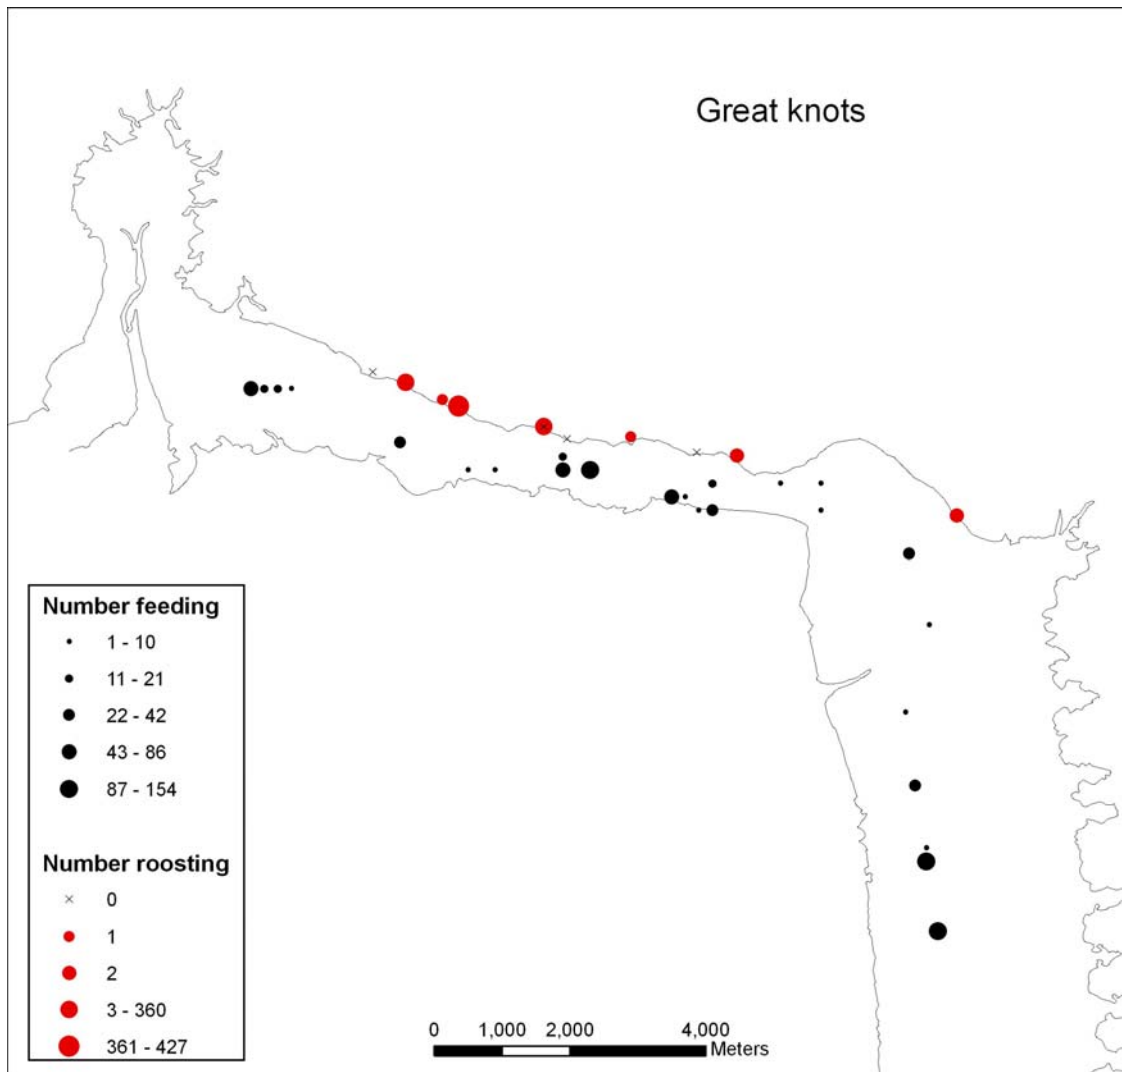 Great knots
Number feeding
1 - 10
11 - 21
22 - 42
43 - 86
87 - 154
Number roosting
0
1
2
3 - 360
361 - 427
0 1,000 2,000 4,000
Meters